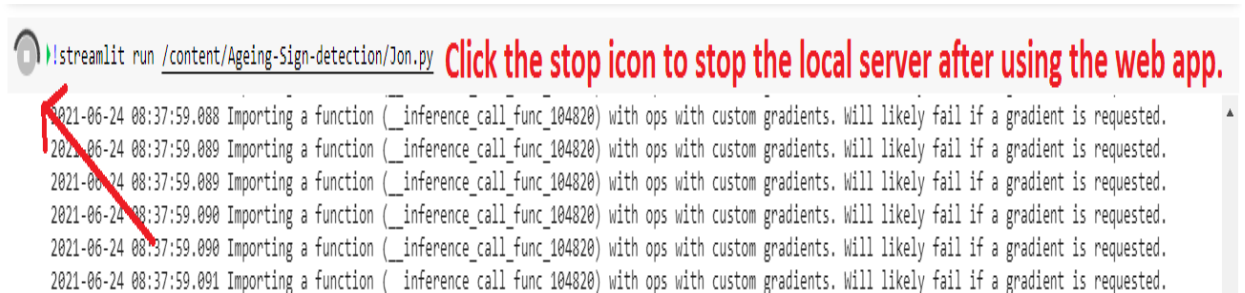 !streamlit run /content/Ageing-Sign-detection/Jon.py Click the stop icon to stop the local server after using the web app.
2021-06-24 08:37:59.088 Importing a function (__inference_call_func_104820) with ops with custom gradients. Will likely fail if a gradient is requested.
2021-06-24 08:37:59.089 Importing a function (__inference_call_func_104820) with ops with custom gradients. Will likely fail if a gradient is requested.
2021-06-24 08:37:59.089 Importing a function (__inference_call_func_104820) with ops with custom gradients. Will likely fail if a gradient is requested.
2021-06-24 08:37:59.090 Importing a function (__inference_call_func_104820) with ops with custom gradients. Will likely fail if a gradient is requested.
2021-06-24 08:37:59.090 Importing a function (__inference_call_func_104820) with ops with custom gradients. Will likely fail if a gradient is requested.
2021-06-24 08:37:59.091 Importing a function (__inference_call_func_104820) with ops with custom gradients. Will likely fail if a gradient is requested.